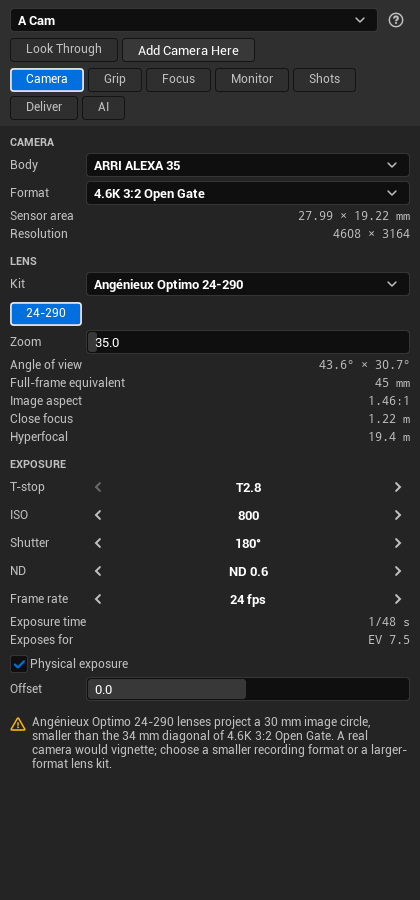 A Cam
Look Through
Add Camera Here
Camera
Grip
Focus
Monitor
Shots
Deliver
AI
CAMERA
Body ARRI ALEXA 35
Format 4.6K 3:2 Open Gate
Sensor area 27.99 × 19.22 mm
Resolution 4608 × 3164
LENS
Kit Angénieux Optimo 24-290
24-290
Zoom 35.0
Angle of view 43.6° × 30.7°
Full-frame equivalent 45 mm
Image aspect 1.46:1
Close focus 1.22 m
Hyperfocal 19.4 m
EXPOSURE
T-stop T2.8
ISO 800
Shutter 180°
ND ND 0.6
Frame rate 24 fps
Exposure time 1/48 s
Exposes for EV 7.5
Physical exposure
Offset 0.0
Angénieux Optimo 24-290 lenses project a 30 mm image circle,
smaller than the 34 mm diagonal of 4.6K 3:2 Open Gate. A real
camera would vignette; choose a smaller recording format or a larger-
format lens kit.